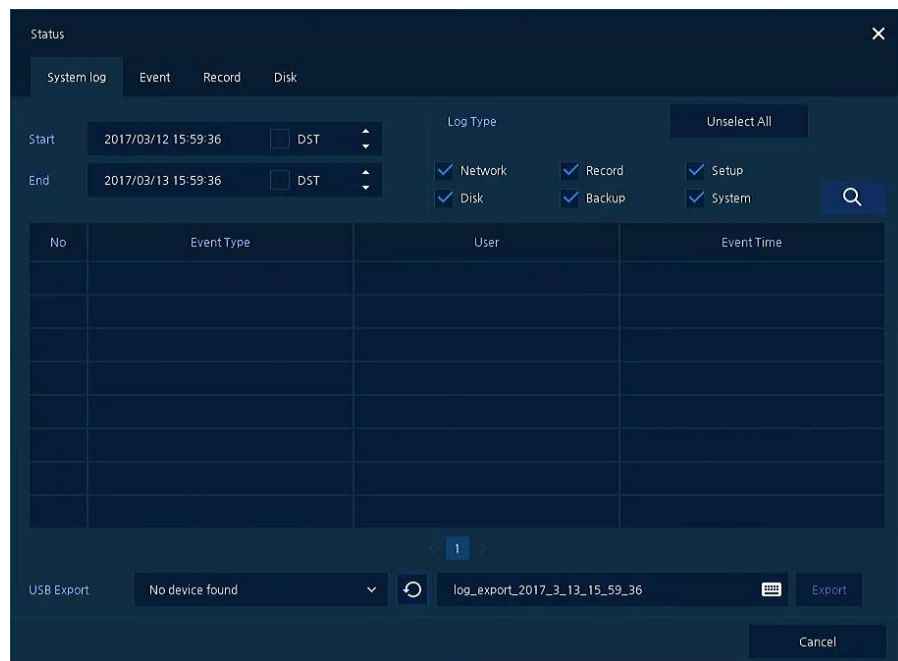 Status
System log Event Record Disk
Log Type Unselect All
Start 2017/03/12 15:59:36 DST
End 2017/03/13 15:59:36 DST
Network Record Setup
Disk Backup System
No Event Type User Event Time
1
USB Export No device found log_export_2017_3_13_15_59_36 Export
Cancel